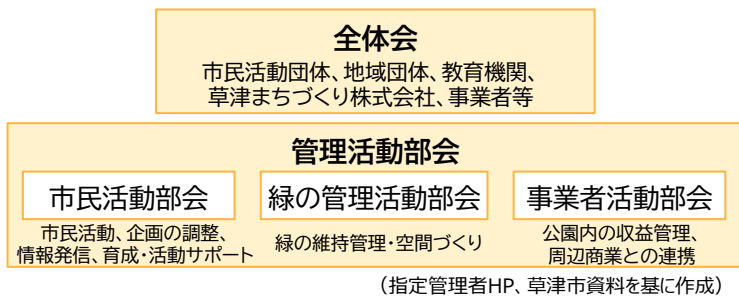 全体会
市民活動団体、地域団体、教育機関、
草津まちづくり株式会社、事業者等
管理活動部会
市民活動部会
市民活動、企画の調整、
情報発信、育成・活動サポート
緑の管理活動部会
緑の維持管理・空間づくり
事業者活動部会
公園内の収益管理、
周辺商業との連携
（指定管理者HP、草津市資料を基に作成）